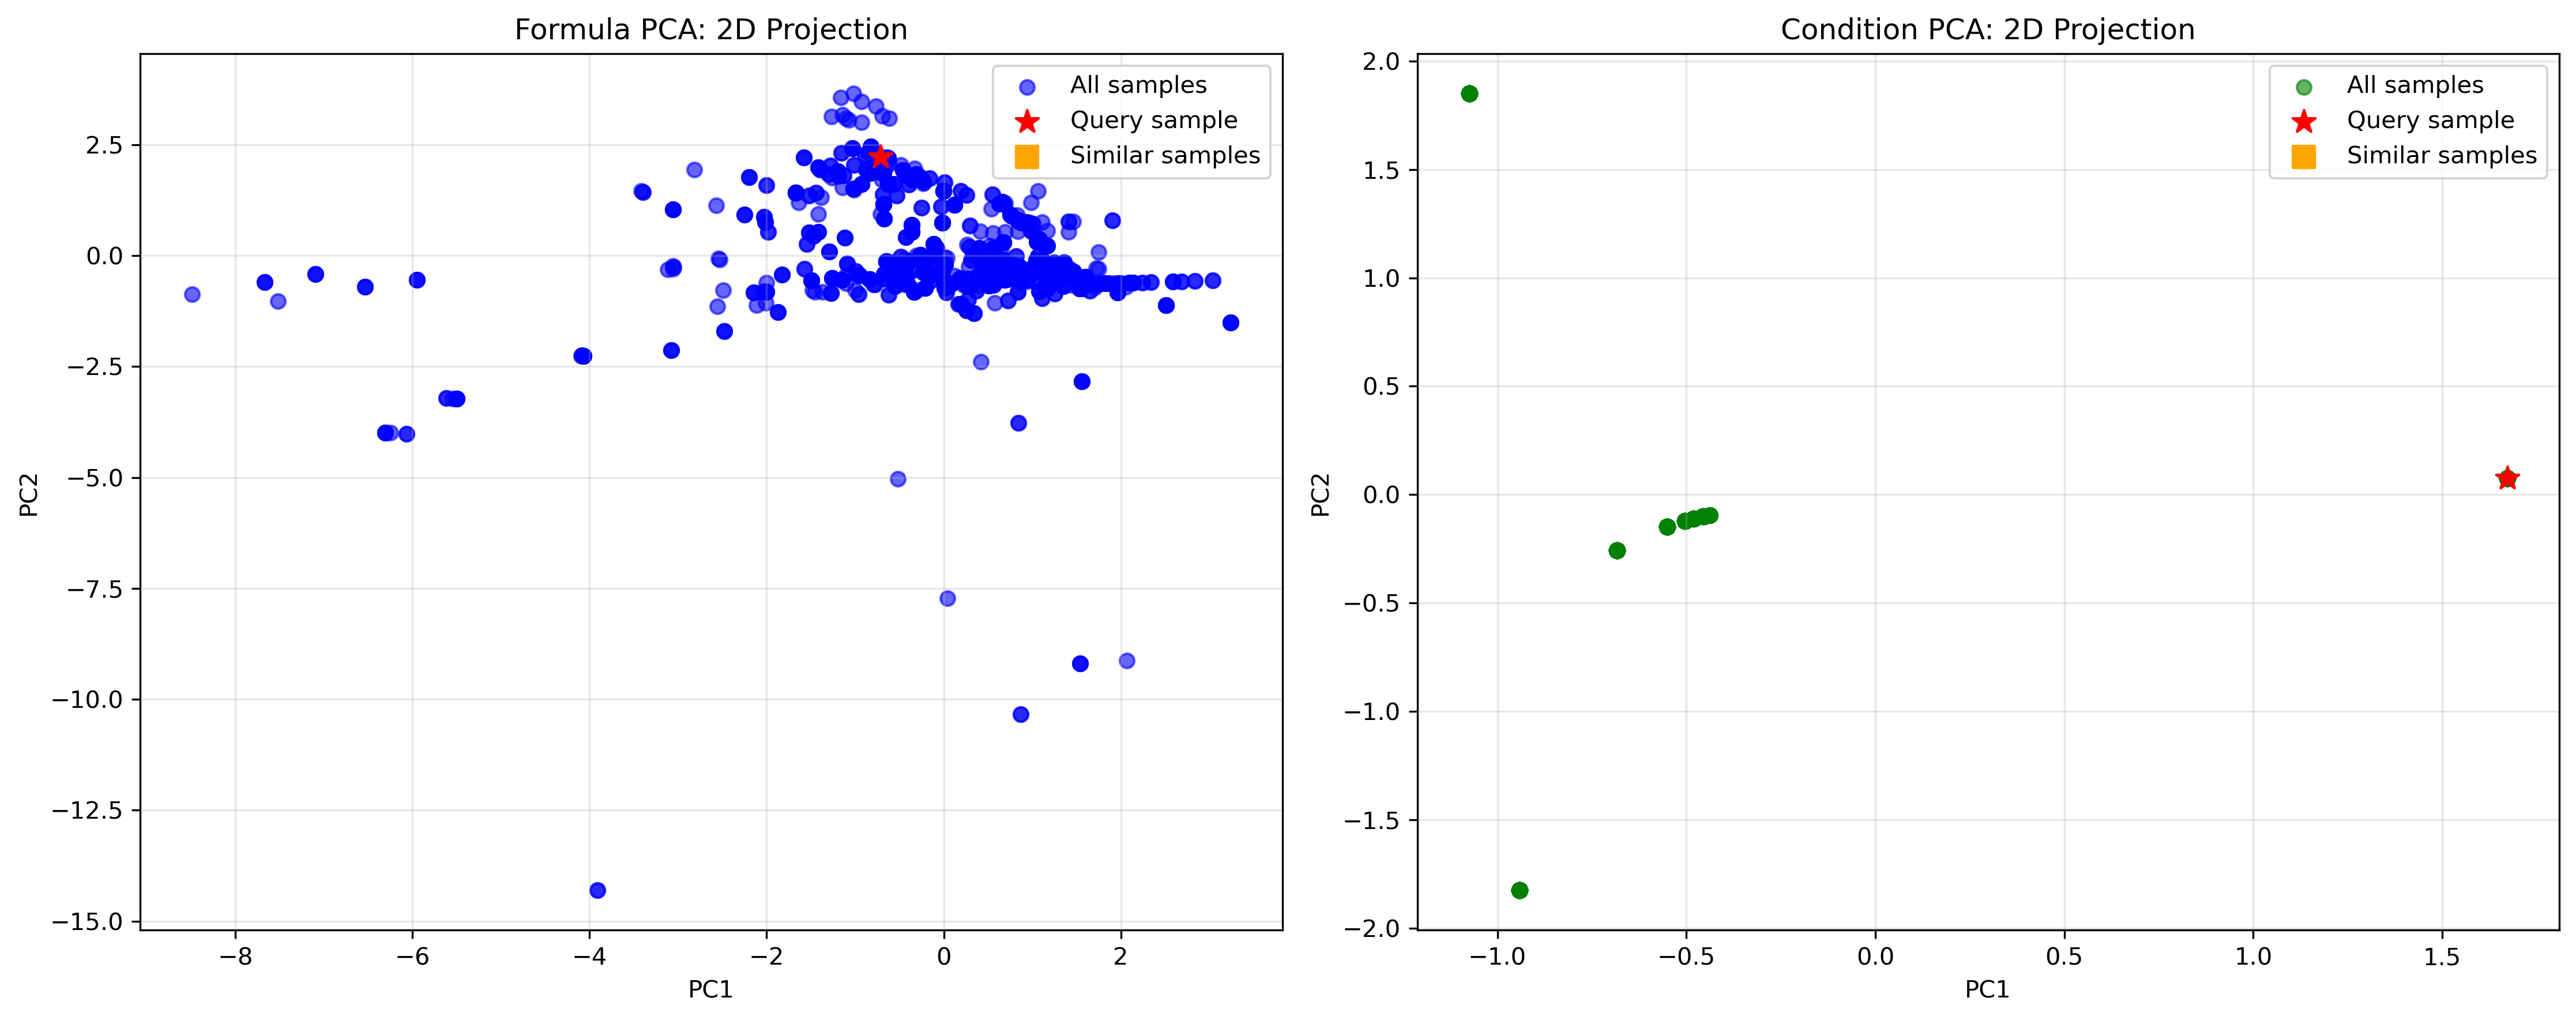 Formula PCA: 2D Projection
All samples
Query sample
Similar samples
2.5
0.0
−2.5
−5.0
−7.5
−10.0
−12.5
−15.0
PC2
−8
−6
−4
−2
0
2
PC1
Condition PCA: 2D Projection
All samples
Query sample
Similar samples
2.0
1.5
1.0
0.5
0.0
−0.5
−1.0
−1.5
−2.0
PC2
−1.0
−0.5
0.0
0.5
1.0
1.5
PC1